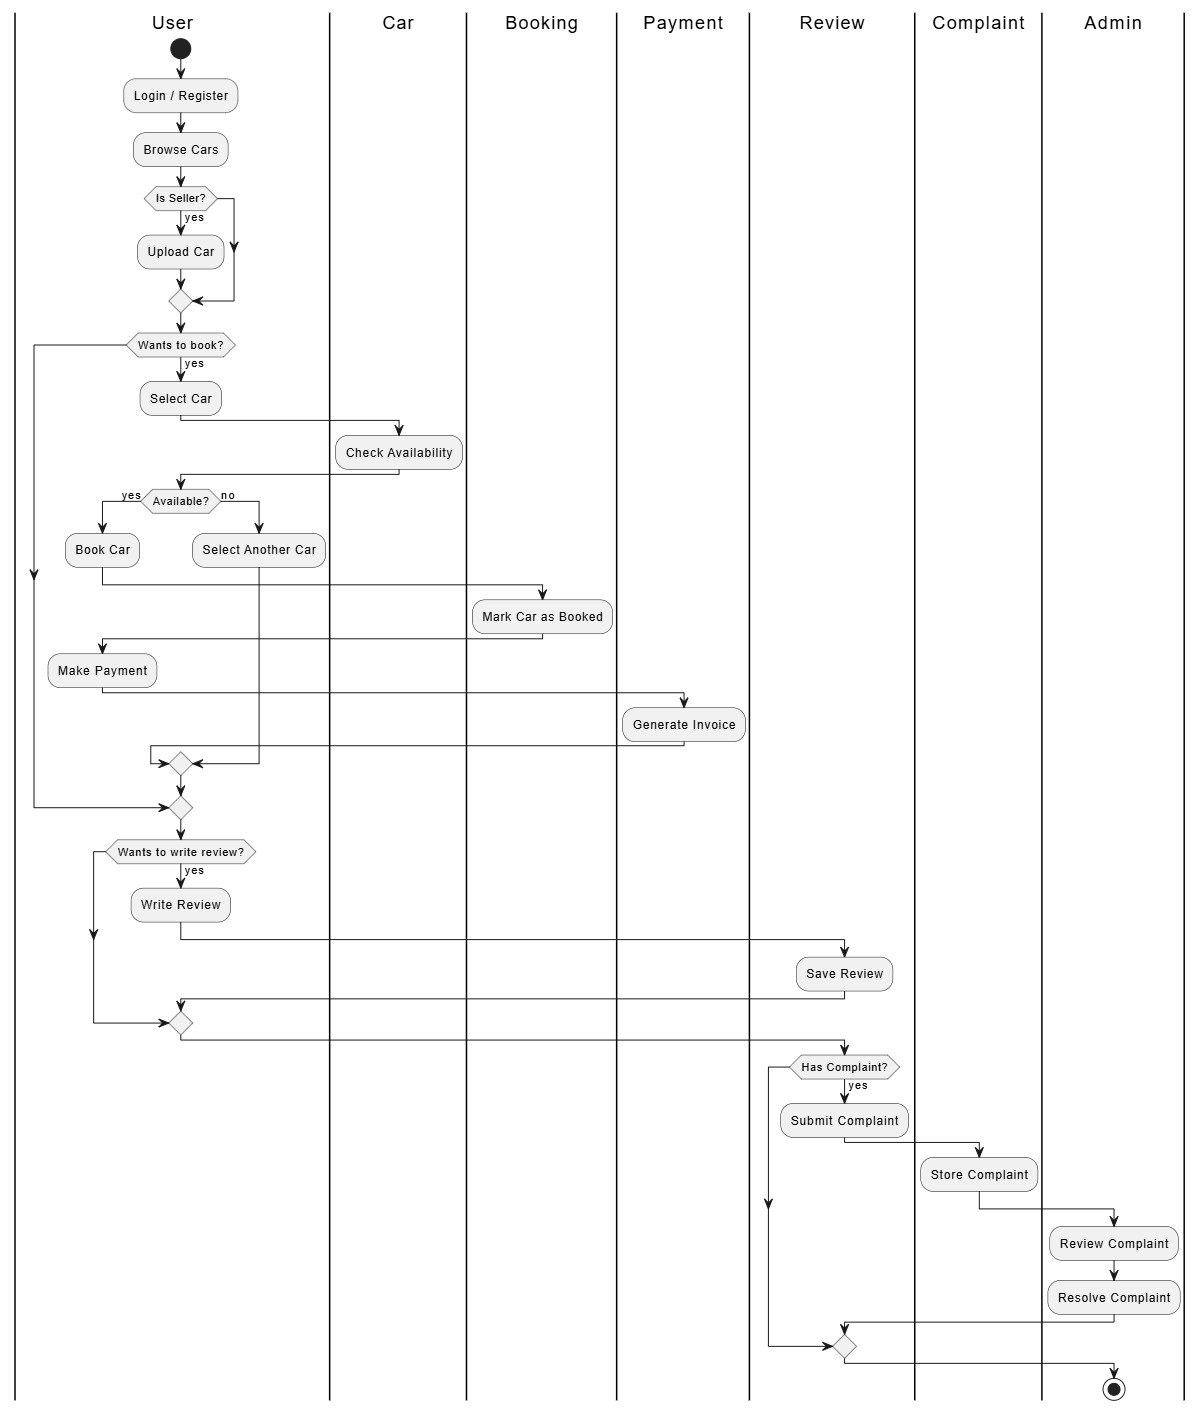 User
Car
Booking
Payment
Review
Complaint
Admin
Login / Register
Browse Cars
Is Seller?
yes
Upload Car
Wants to book?
yes
Select Car
Check Availability
yes
Available?
no
Book Car
Select Another Car
Mark Car as Booked
Make Payment
Generate Invoice
Wants to write review?
yes
Write Review
Save Review
Has Complaint?
yes
Submit Complaint
Store Complaint
Review Complaint
Resolve Complaint